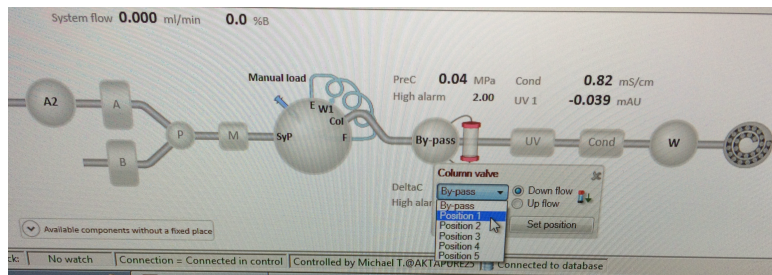 System flow 0.000 ml/min 0.0 %B
Manual load
PreC 0.04 MPa Cond 0.82 mS/cm
High alarm 2.00 UV 1 -0.039 mAU
A2 A
E W1
Col
P M SyP F By-pass UV Cond W
B
Column valve
DeltaC By-pass Down flow
High alar Up flow
By-pass
Position 1
Position 2 Set position
Position 3
Position 4
Position 5
Available components without a fixed place
ck: No watch Connection = Connected in control Controlled by Michael T.@AKTAPURE25 Connected to database